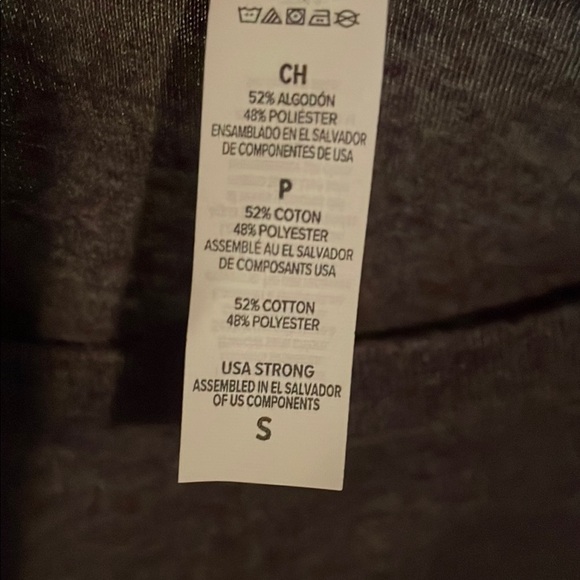 CH
52% ALGODÓN
48% POLIÉSTER
ENSAMBLADO EN EL SALVADOR
DE COMPONENTES DE USA
P
52% COTON
48% POLYESTER
ASSEMBLÉ AU EL SALVADOR
DE COMPOSANTS USA
52% COTTON
48% POLYESTER
USA STRONG
ASSEMBLED IN EL SALVADOR
OF US COMPONENTS
S